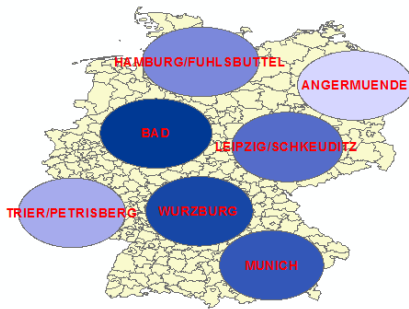 HAMBURG/FUHLSBUTTEL
ANGERMUENDE
BAD
LEIPZIG/SCHKEUDITZ
TRIER/PETRISBERG
WURZBURG
MUNICH